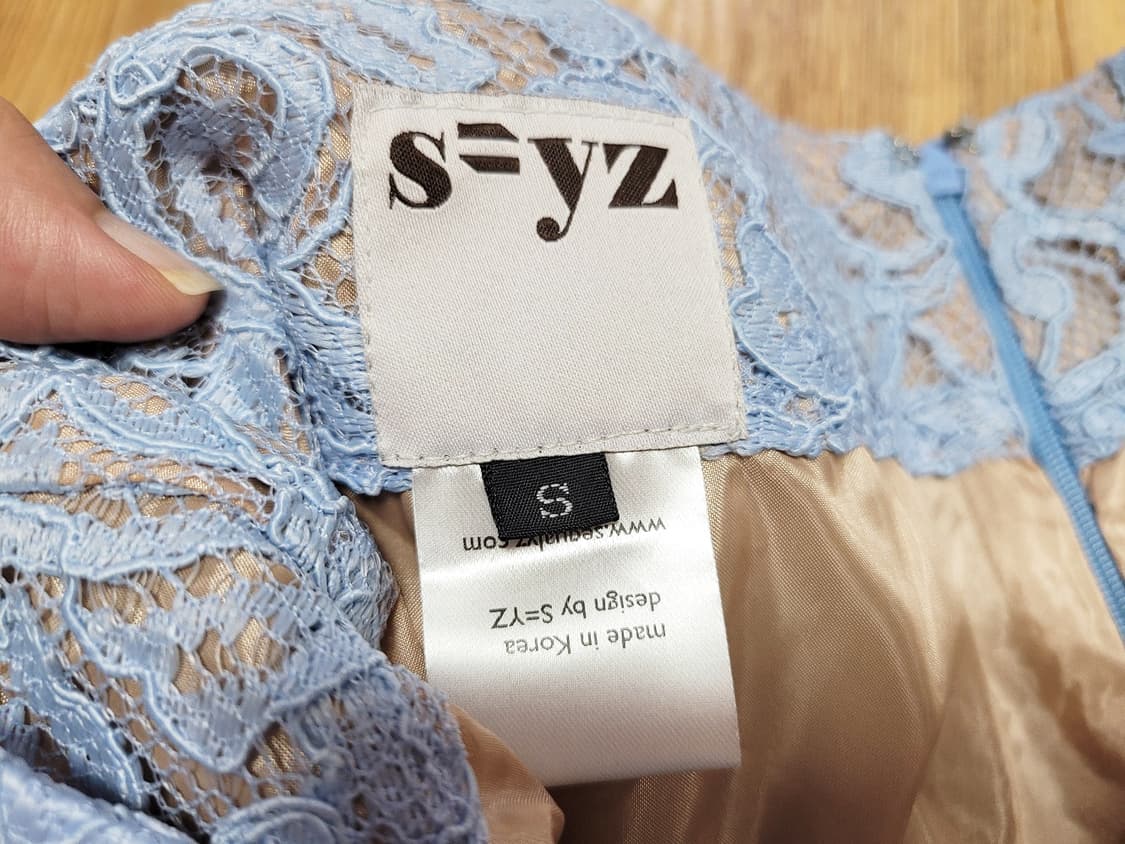 s=yz
S
www.sequalyz.com
design by S=YZ
made in Korea